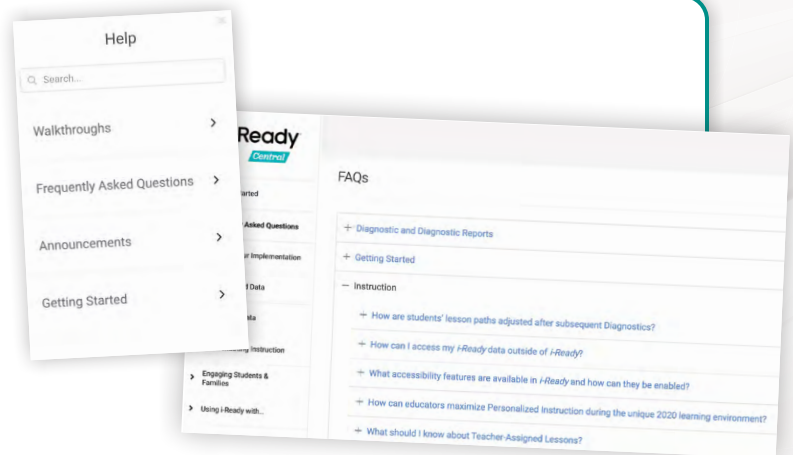 Help
Search...
Walkthroughs
Frequently Asked Questions
Announcements
Getting Started
Ready
Central
arted
Asked Questions
ur Implementation
Data
ata
Instruction
Engaging Students &
Families
Using i-Ready with...
FAQs
Diagnostic and Diagnostic Reports
Getting Started
Instruction
How are students' lesson paths adjusted after subsequent Diagnostics?
How can I access my i-Ready data outside of i-Ready?
What accessibility features are available in i-Ready and how can they be enabled?
How can educators maximize Personalized Instruction during the unique 2020 learning environment?
What should I know about Teacher-Assigned Lessons?